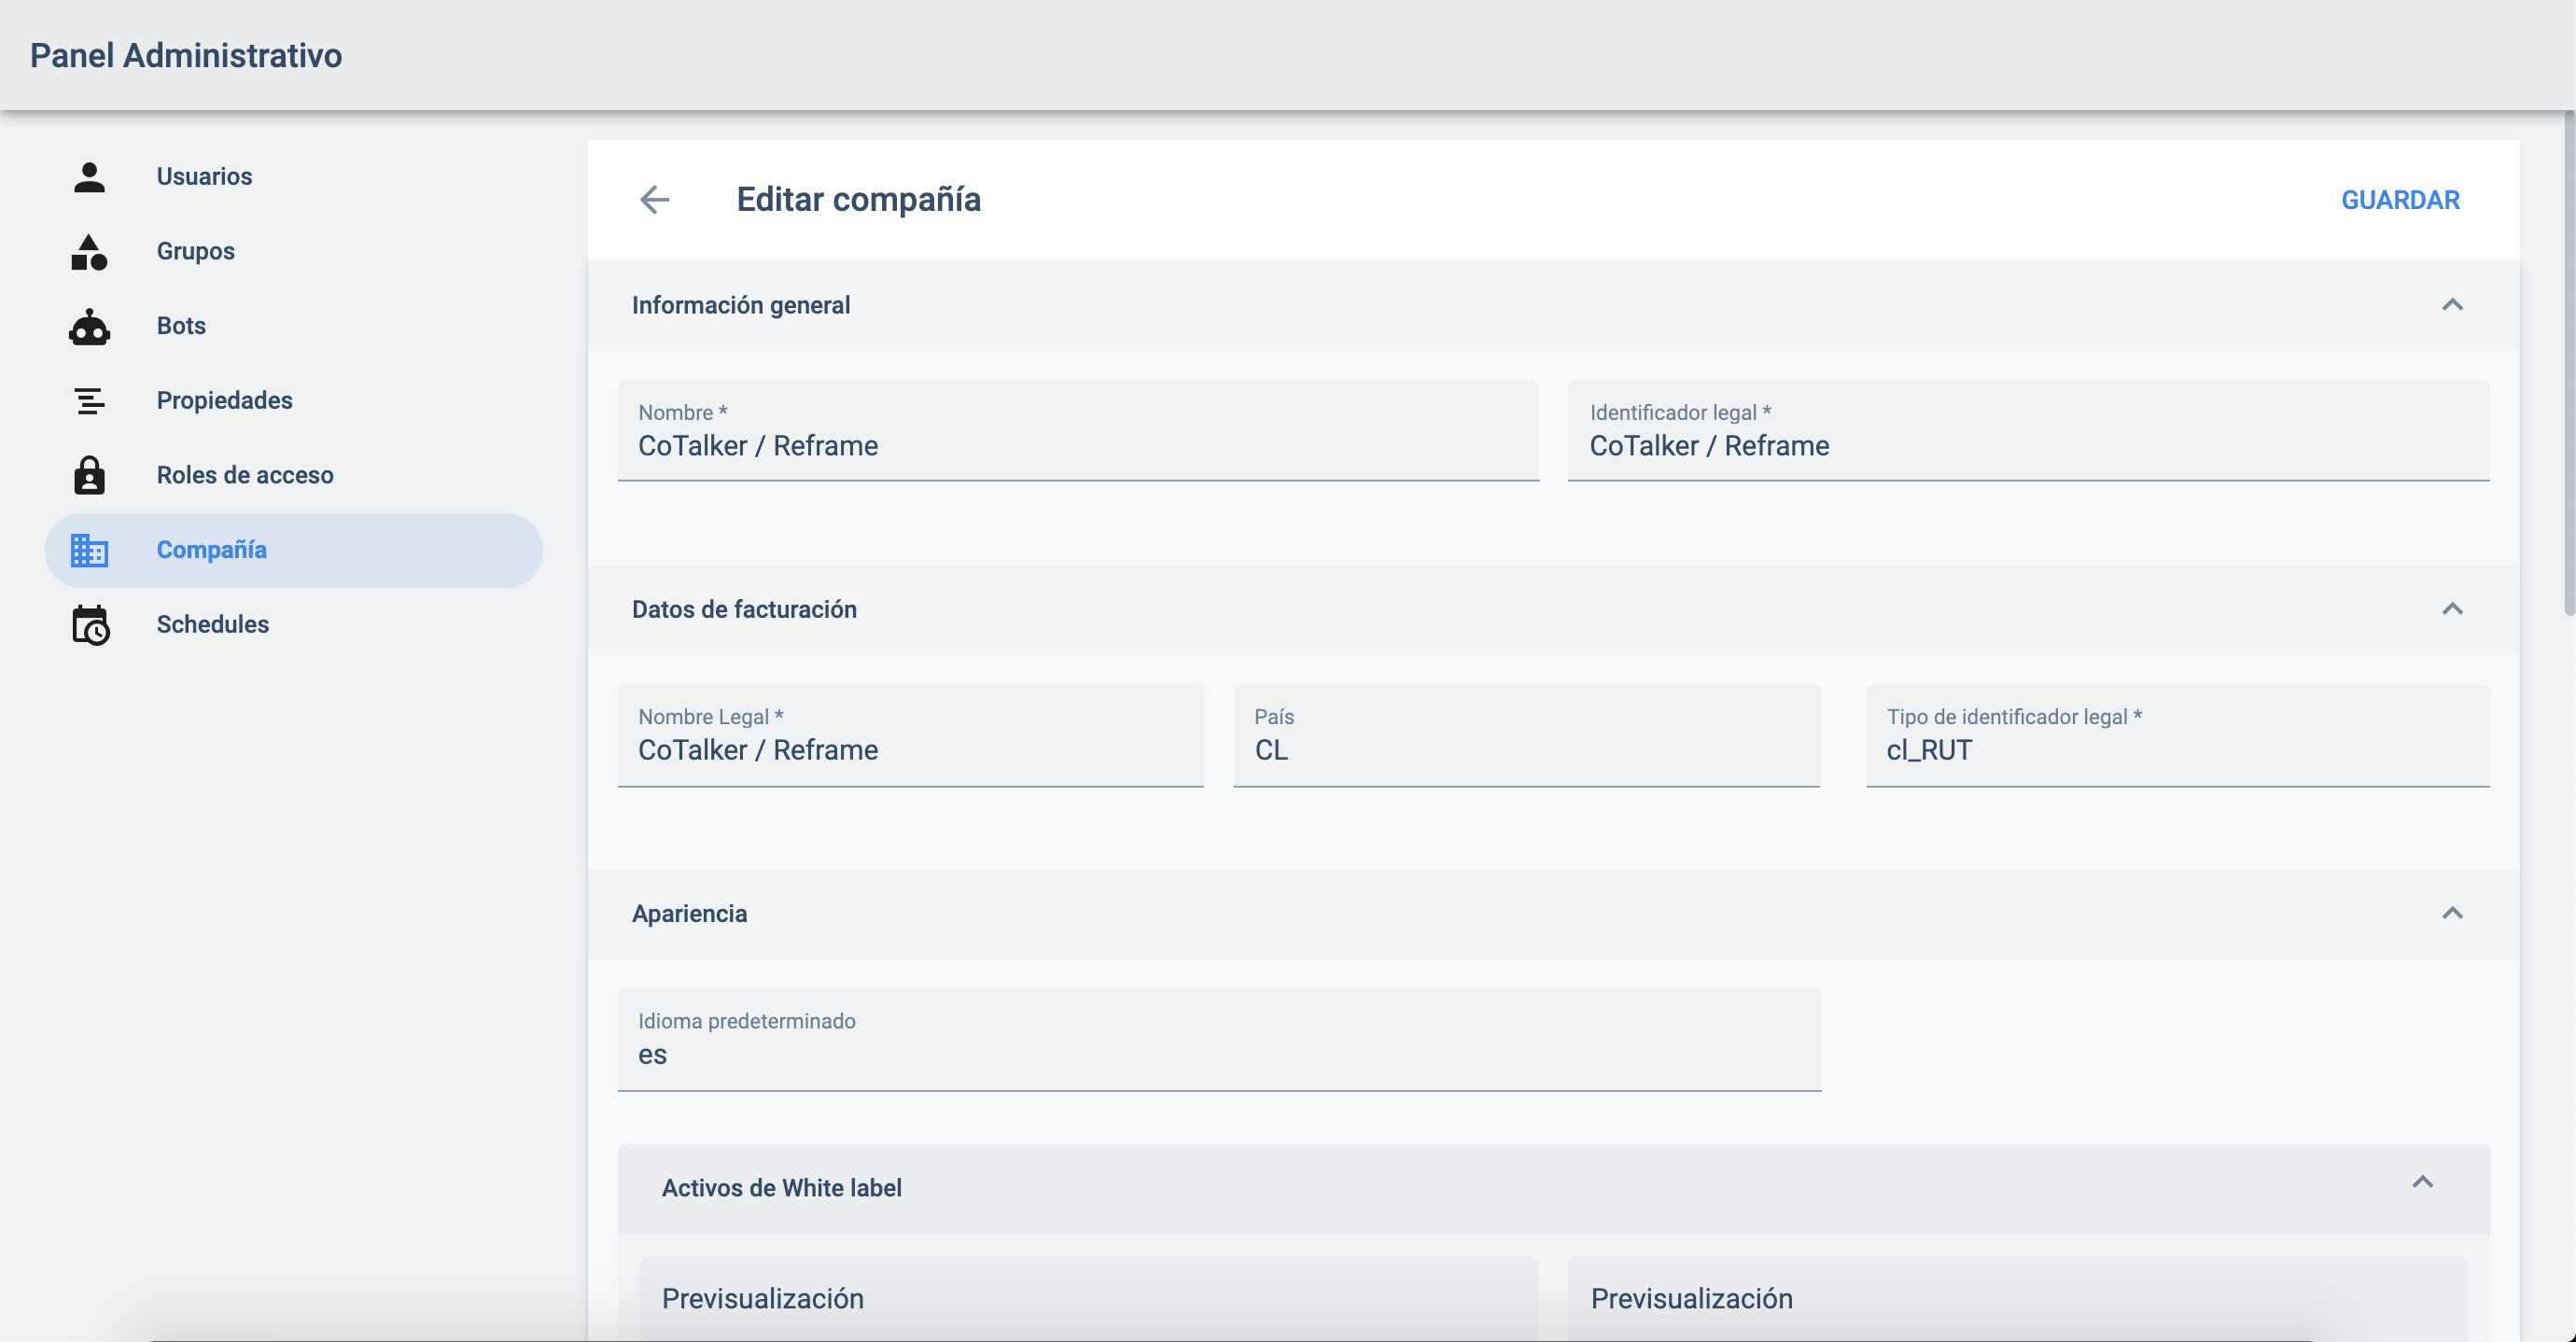 Panel Administrativo
Usuarios
Grupos
Bots
Propiedades
Roles de acceso
Compañía
Schedules
Editar compañía
GUARDAR
Información general
Nombre *
CoTalker / Reframe
Identificador legal *
CoTalker / Reframe
Datos de facturación
Nombre Legal *
CoTalker / Reframe
País
CL
Tipo de identificador legal *
cl_RUT
Apariencia
Idioma predeterminado
es
Activos de White label
Previsualización
Previsualización